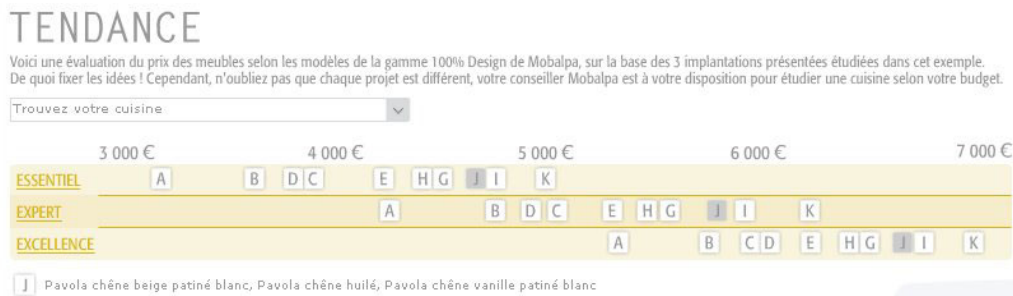 TENDANCE
Voici une évaluation du prix des meubles selon les modèles de la gamme 100% Design de Mobalpa, sur la base des 3 implantations présentées étudiées dans cet exemple.
De quoi fixer les idées ! Cependant, n'oubliez pas que chaque projet est différent, votre conseiller Mobalpa est à votre disposition pour étudier une cuisine selon votre budget.
Trouvez votre cuisine
3 000 € 4 000 € 5 000 € 6 000 € 7 000 €
ESSENTIEL A B D C E H G J I K
EXPERT A B D C E H G J I K
EXCELLENCE A B C D E H G J I K
J Pavola chêne beige patiné blanc, Pavola chêne huilé, Pavola chêne vanille patiné blanc